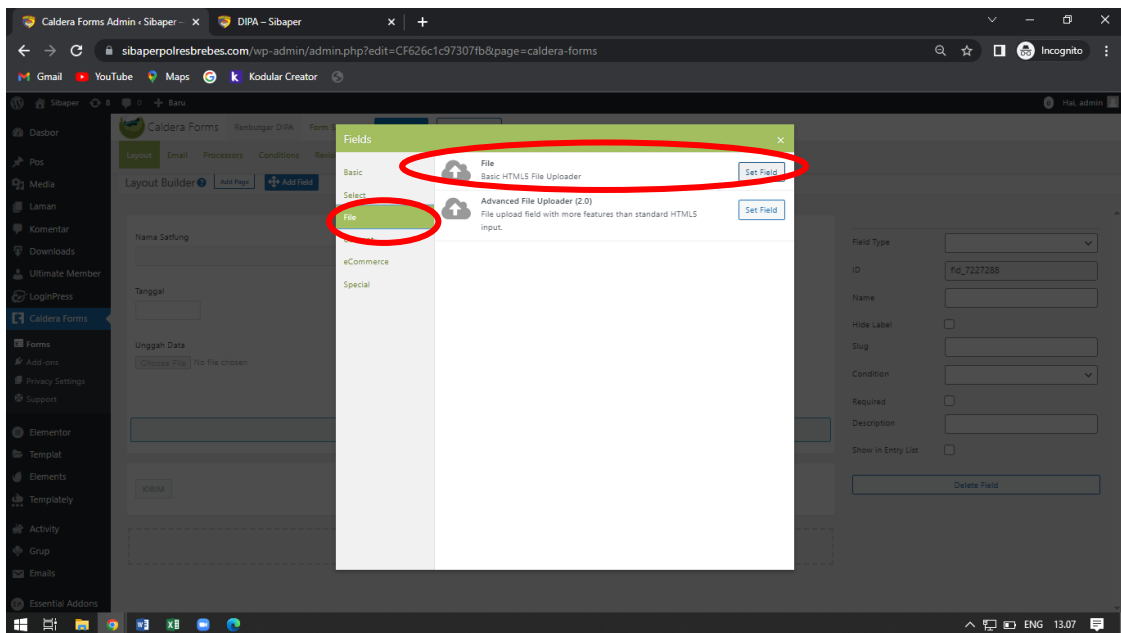 Caldera Forms Admin ‹ Sibaper –
DIPA – Sibaper
sibaperpolresbrebes.com/wp-admin/admin.php?edit=CF626c1c97307fb&page=caldera-forms
Incognito
Gmail
YouTube
Maps
Kodular Creator
Sibaper
8
0
Baru
Hai, admin
Dasbor
Pos
Media
Laman
Komentar
Downloads
Ultimate Member
LoginPress
Caldera Forms
Forms
Add-ons
Privacy Settings
Support
Elementor
Templat
Elements
Templately
Activity
Grup
Emails
Essential Addons
Caldera Forms
Renbutgar DIPA
Layout
Email
Processors
Conditions
Layout Builder
Add Page
Add Field
Nama Satfung
Tanggal
Unggah Data
Choose File
No file chosen
KIRIM
Fields
×
Basic
Select
File
eCommerce
Special
File
Basic HTML5 File Uploader
Set Field
Advanced File Uploader (2.0)
File upload field with more features than standard HTML5
input.
Set Field
Field Type
ID
fld_7227288
Name
Hide Label
Slug
Condition
Required
Description
Show in Entry List
Delete Field
ENG
13.07